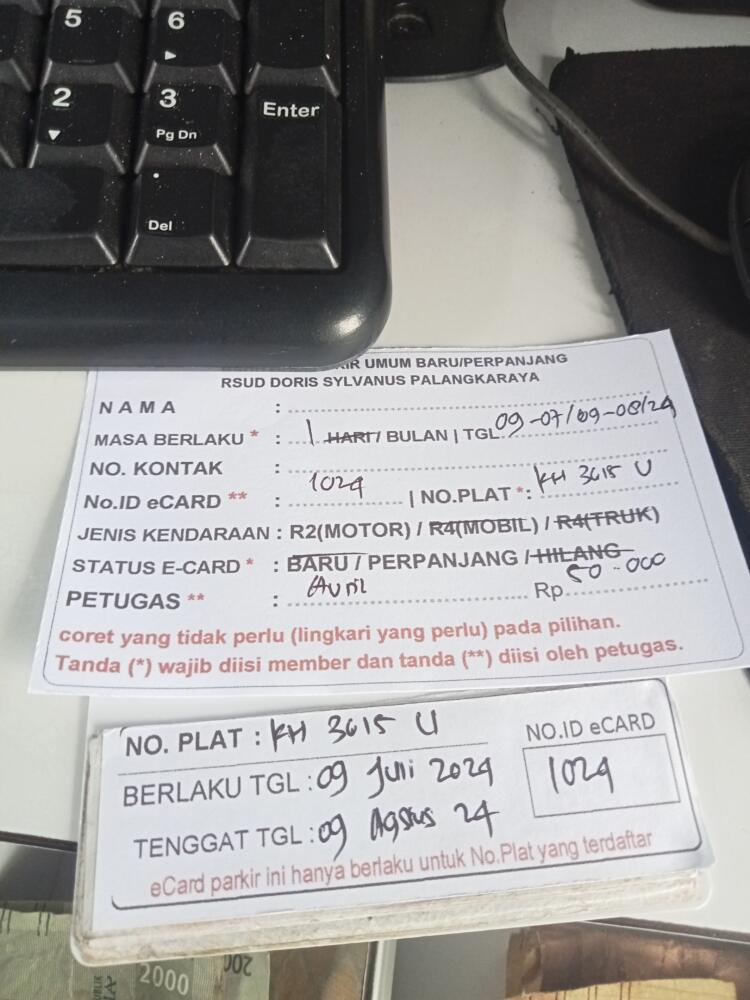 5
6
2
3
Pg Dn
Enter
.
Del
IR UMUM BARU/PERPANJANG
RSUD DORIS SYLVANUS PALANGKARAYA
NAMA :
MASA BERLAKU * : 1 HARI / BULAN | TGL 09-07/09-08/24
NO. KONTAK :
No.ID eCARD ** : 1024 | NO.PLAT *: KH 3615 U
JENIS KENDARAAN : R2(MOTOR) / R4(MOBIL) / R4(TRUK)
STATUS E-CARD * : BARU / PERPANJANG / HILANG
PETUGAS ** : Avril Rp 50.000
coret yang tidak perlu (lingkari yang perlu) pada pilihan.
Tanda (*) wajib diisi member dan tanda (**) diisi oleh petugas.
NO. PLAT : KH 3615 U
NO.ID eCARD
BERLAKU TGL : 09 Juli 2024
1024
TENGGAT TGL : 09 Agsus 24
eCard parkir ini hanya berlaku untuk No.Plat yang terdaftar
2000